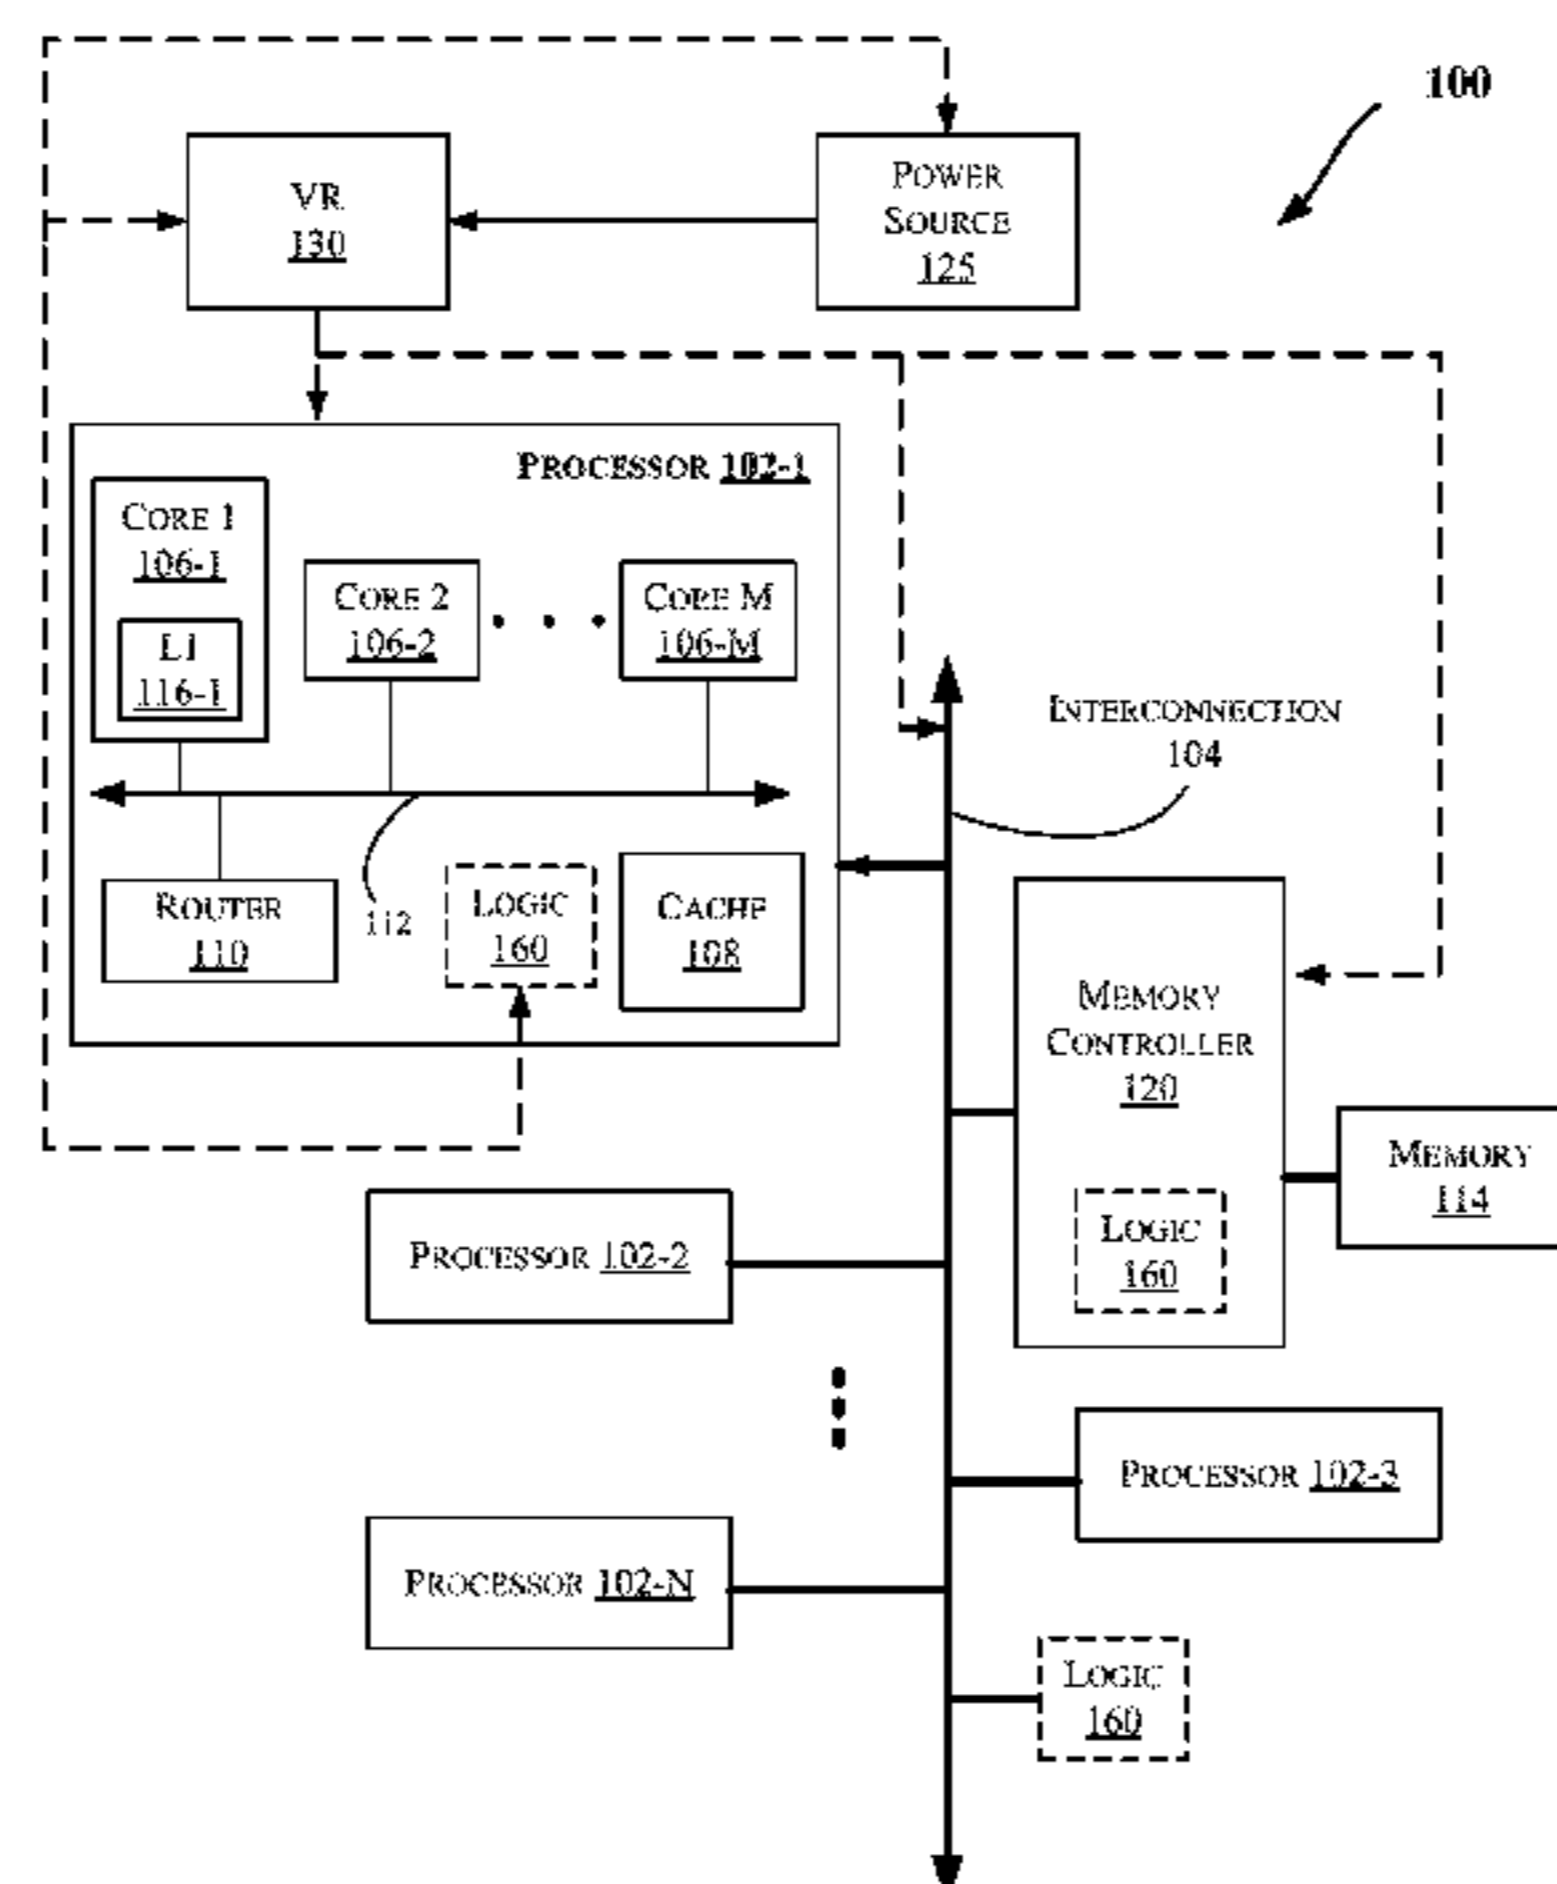 100
VR
130
POWER
SOURCE
125
PROCESSOR 102-1
CORE 1
106-1
L1
116-1
CORE 2
106-2
CORE M
106-M
INTERCONNECTION
104
ROUTER
110
112
LOGIC
160
CACHE
108
MEMORY
CONTROLLER
120
LOGIC
160
MEMORY
114
PROCESSOR 102-2
PROCESSOR 102-3
PROCESSOR 102-N
LOGIC
160